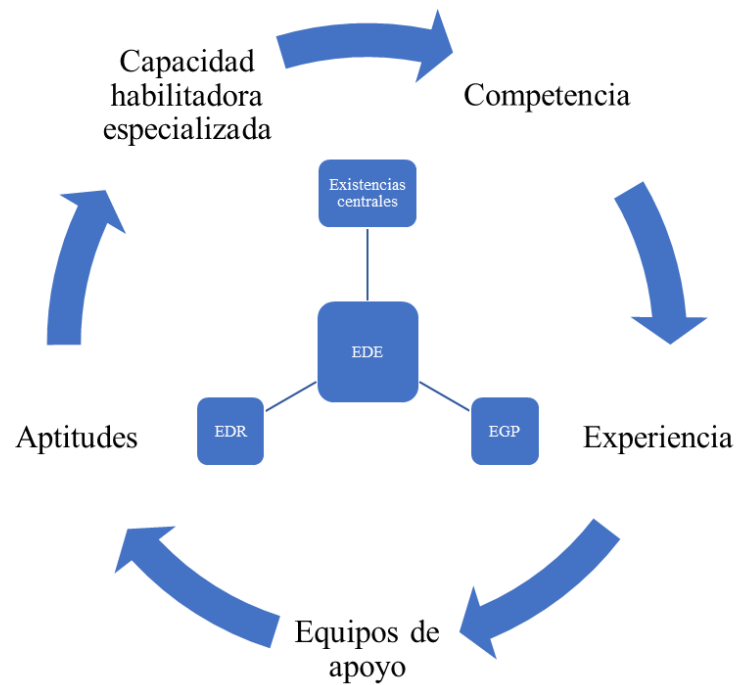 Capacidad
habilitadora
especializada
Competencia
Existencias
centrales
EDE
EDR
EGP
Aptitudes
Experiencia
Equipos de
apoyo